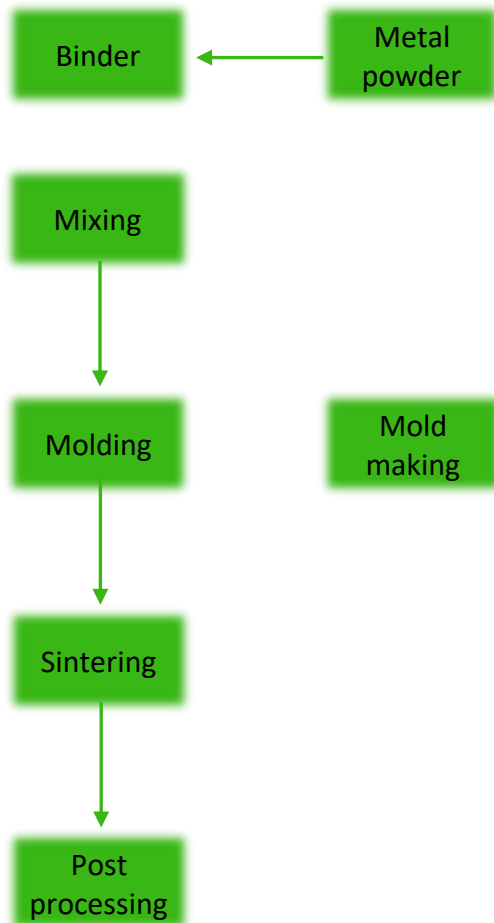 Binder
Metal
powder
Mixing
Molding
Mold
making
Sintering
Post
processing